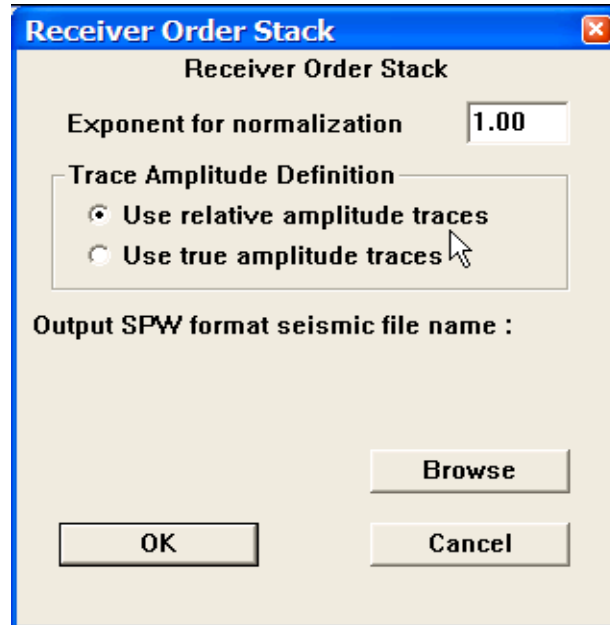 Receiver Order Stack
Receiver Order Stack
Exponent for normalization 1.00
Trace Amplitude Definition
Use relative amplitude traces
Use true amplitude traces
Output SPW format seismic file name :
Browse
OK Cancel